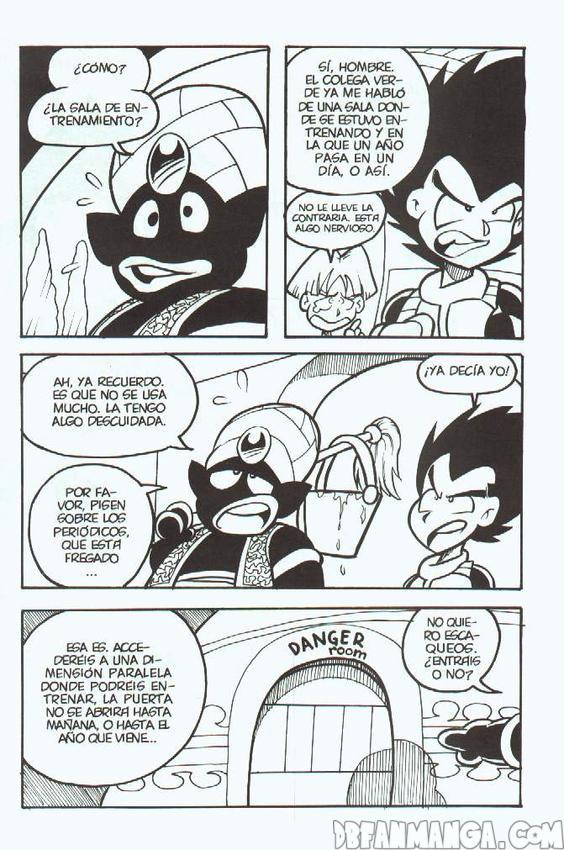 ¿CÓMO?
¿LA SALA DE EN-
TRENAMIENTO?
SÍ, HOMBRE.
EL COLEGA VER-
DE YA ME HABLÓ
DE UNA SALA DON-
DE SE ESTUVO EN-
TRENANDO Y EN
LA QUE UN AÑO
PASA EN UN
DÍA, O ASÍ.
NO LE LLEVE LA
CONTRARIA. ESTÁ
ALGO NERVIOSO.
AH, YA RECUERDO.
ES QUE NO SE USA
MUCHO. LA TENGO
ALGO DESCUIDADA.
POR FA-
VOR, PISEN
SOBRE LOS
PERIÓDICOS,
QUE ESTÁ
FREGADO
...
¡YA DECÍA YO!
ESA ES. ACCE-
DERÉIS A UNA DI-
MENSIÓN PARALELA
DONDE PODRÉIS EN-
TRENAR, LA PUERTA
NO SE ABRIRÁ HASTA
MAÑANA, O HASTA EL
AÑO QUE VIENE...
DANGER
room
NO QUIE-
RO ESCA-
QUEOS.
¿ENTRÁIS
O NO?
DBFANMANGA.COM